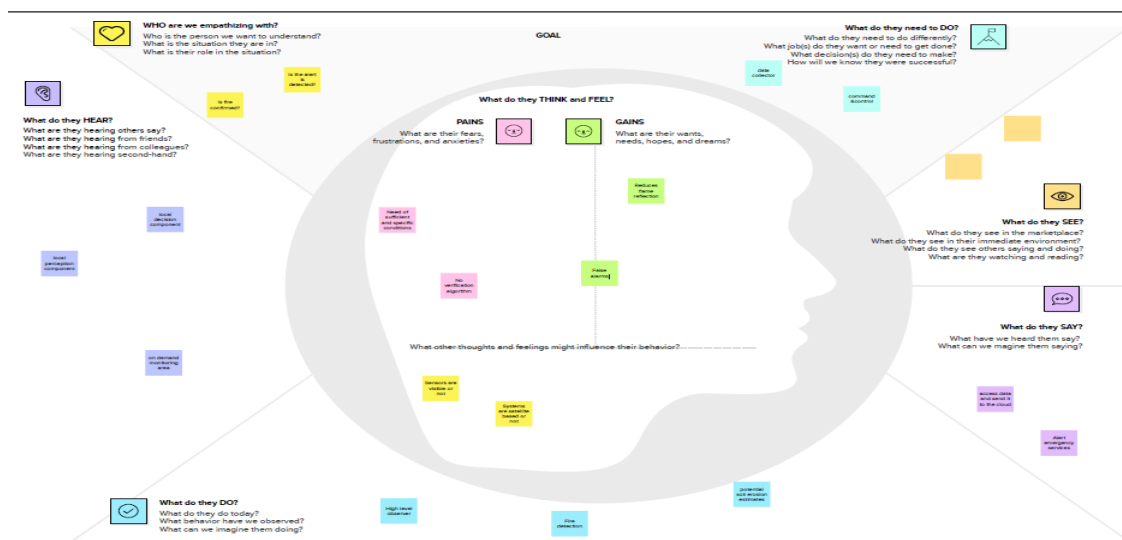 WHO are we empathizing with?
Who is the person we want to understand?
What is the situation they are in?
What is their role in the situation?
Is the alert
is
detected?
Is the
confirmed?
GOAL
What do they need to DO?
What do they need to do differently?
What job(s) do they want or need to get done?
What decision(s) do they need to make?
How will we know they were successful?
data
collector
command
&control
What do they HEAR?
What are they hearing others say?
What are they hearing from friends?
What are they hearing from colleagues?
What are they hearing second-hand?
local
decision
component
local
perception
component
on demand
monitoring
area
What do they THINK and FEEL?
PAINS
What are their fears,
frustrations, and anxieties?
Need of
sufficient
and specific
conditions
No
verification
algorithm
GAINS
What are their wants,
needs, hopes, and dreams?
Reduces
flame
reflection
False
alarms
What other thoughts and feelings might influence their behavior?
Sensors are
visible or
not
Systems
are satelite
based or
not
What do they SEE?
What do they see in the marketplace?
What do they see in their immediate environment?
What do they see others saying and doing?
What are they watching and reading?
What do they SAY?
What have we heard them say?
What can we magine them saying?
access data
and send it
to the cloud
Alert
emergency
services
What do they DO?
What do they do today?
What behavior have we observed?
What can we imagine them doing?
High level
observer
Fire
detection
potential
soil erosion
estimates